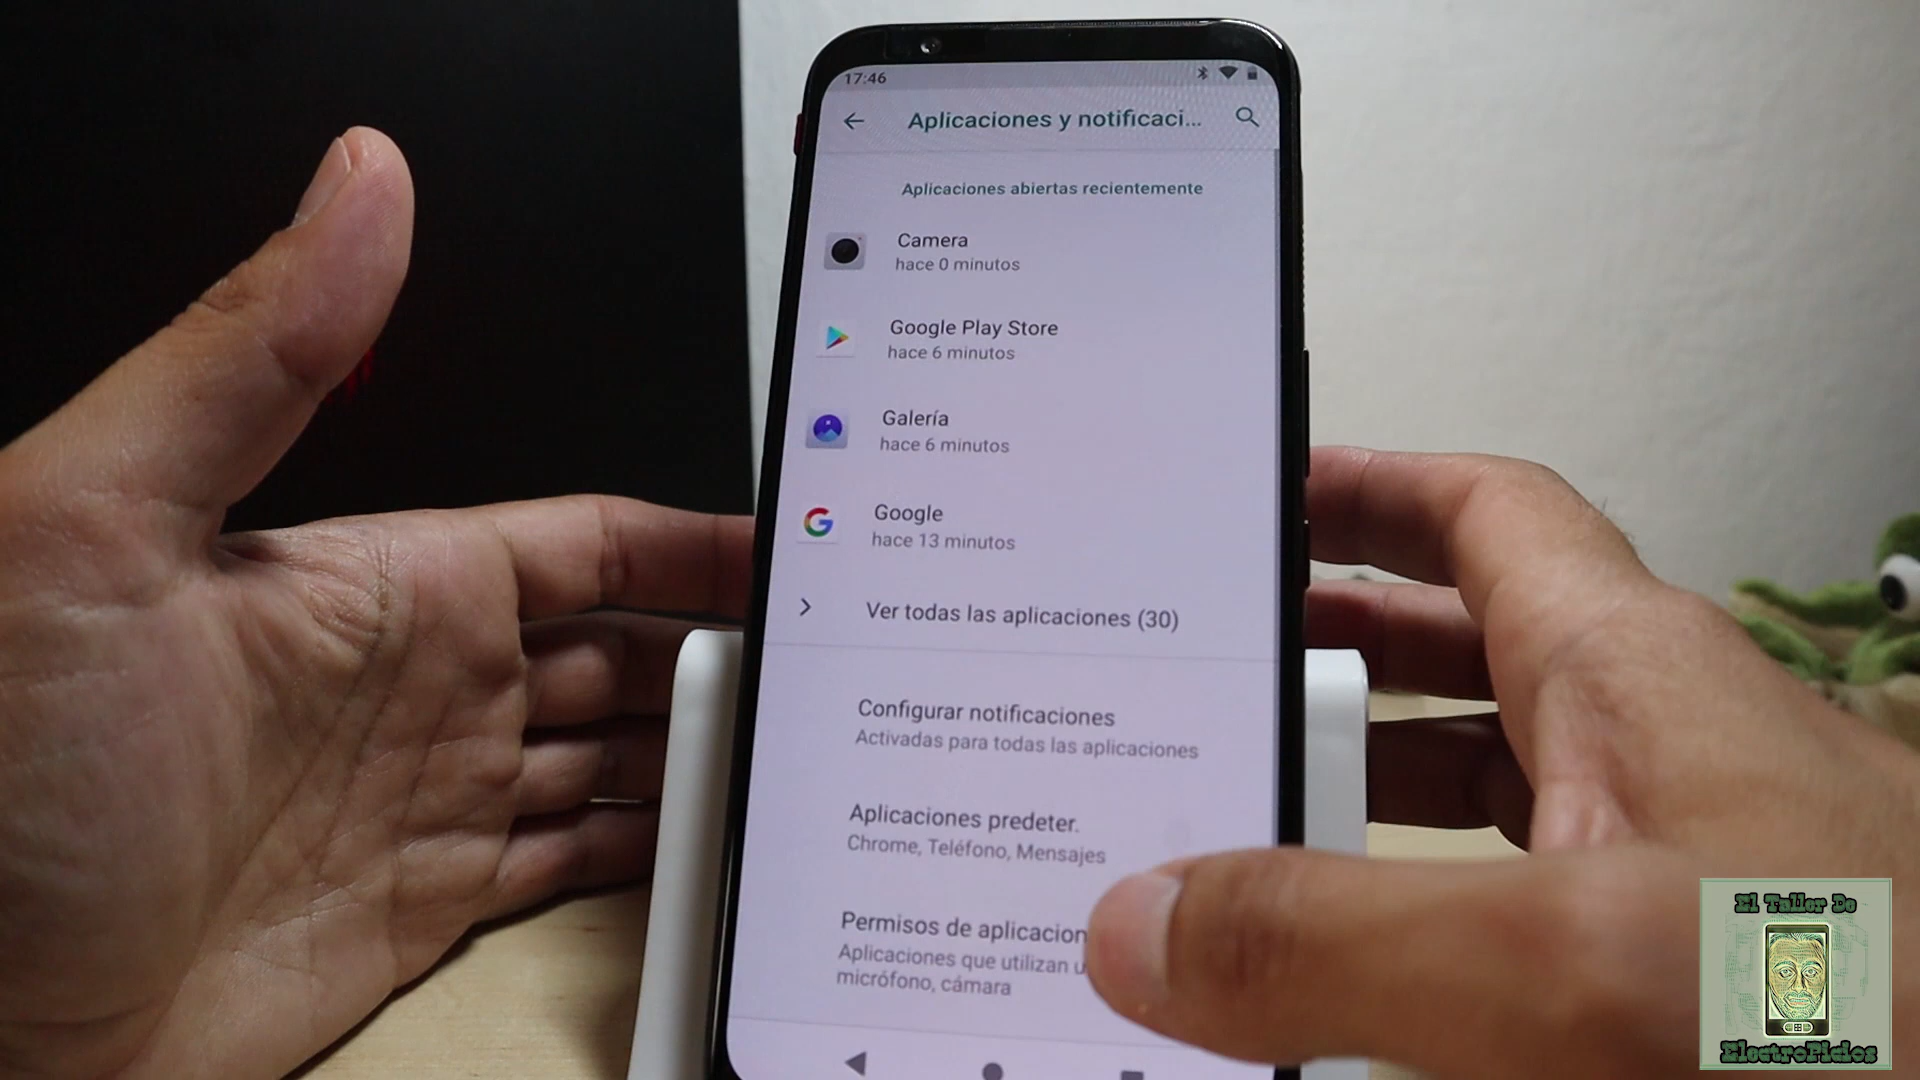 17:46
Aplicaciones y notificaci...
Aplicaciones abiertas recientemente
Camera
hace 0 minutos
Google Play Store
hace 6 minutos
Galería
hace 6 minutos
Google
hace 13 minutos
Ver todas las aplicaciones (30)
Configurar notificaciones
Activadas para todas las aplicaciones
Aplicaciones predeter.
Chrome, Teléfono, Mensajes
Permisos de aplicacion
Aplicaciones que utilizan u
micrófono, cámara
El Taller De